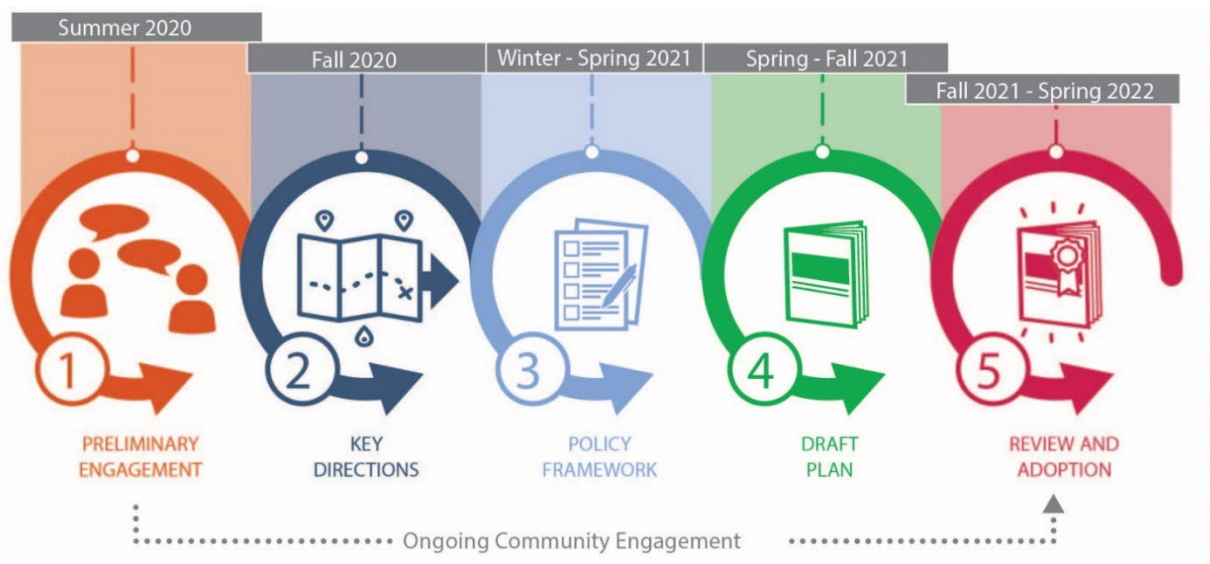 Summer 2020
Fall 2020
Winter - Spring 2021
Spring - Fall 2021
Fall 2021 - Spring 2022
1
2
3
4
5
PRELIMINARY
ENGAGEMENT
KEY
DIRECTIONS
POLICY
FRAMEWORK
DRAFT
PLAN
REVIEW AND
ADOPTION
Ongoing Community Engagement